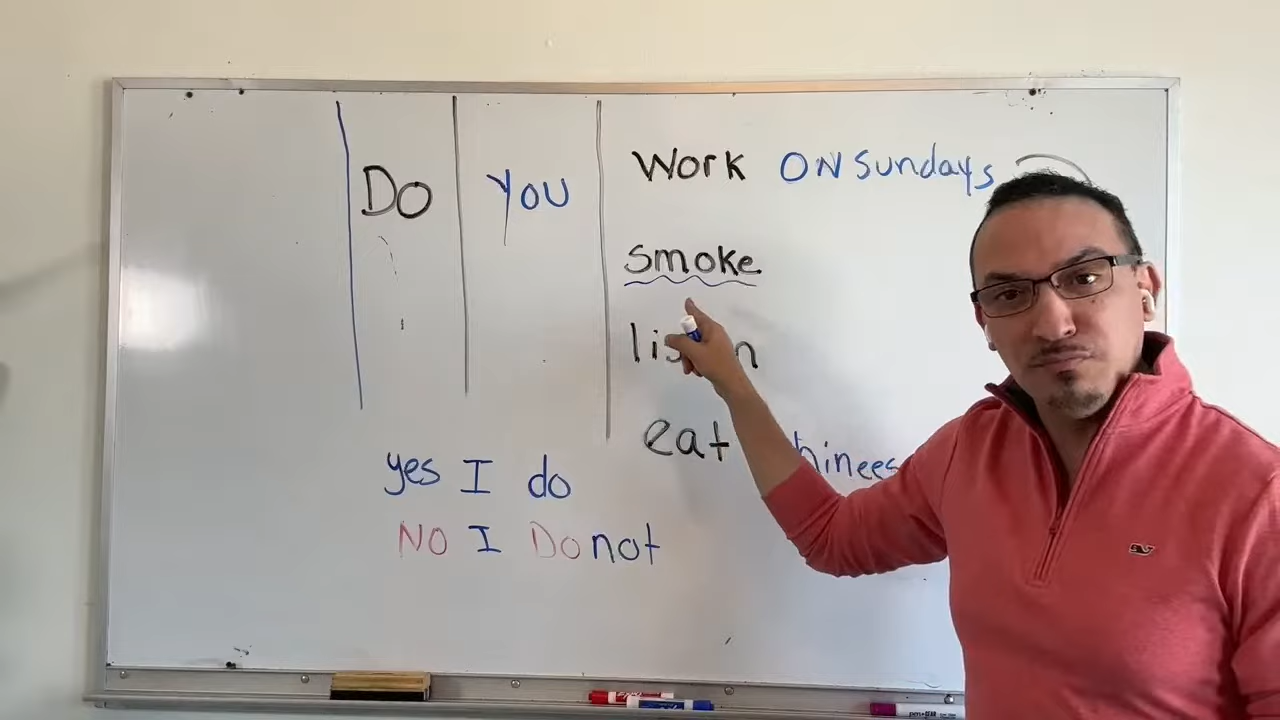 Do YOU Work ON Sundays
smoke
eat
yes I do
NO I Do not